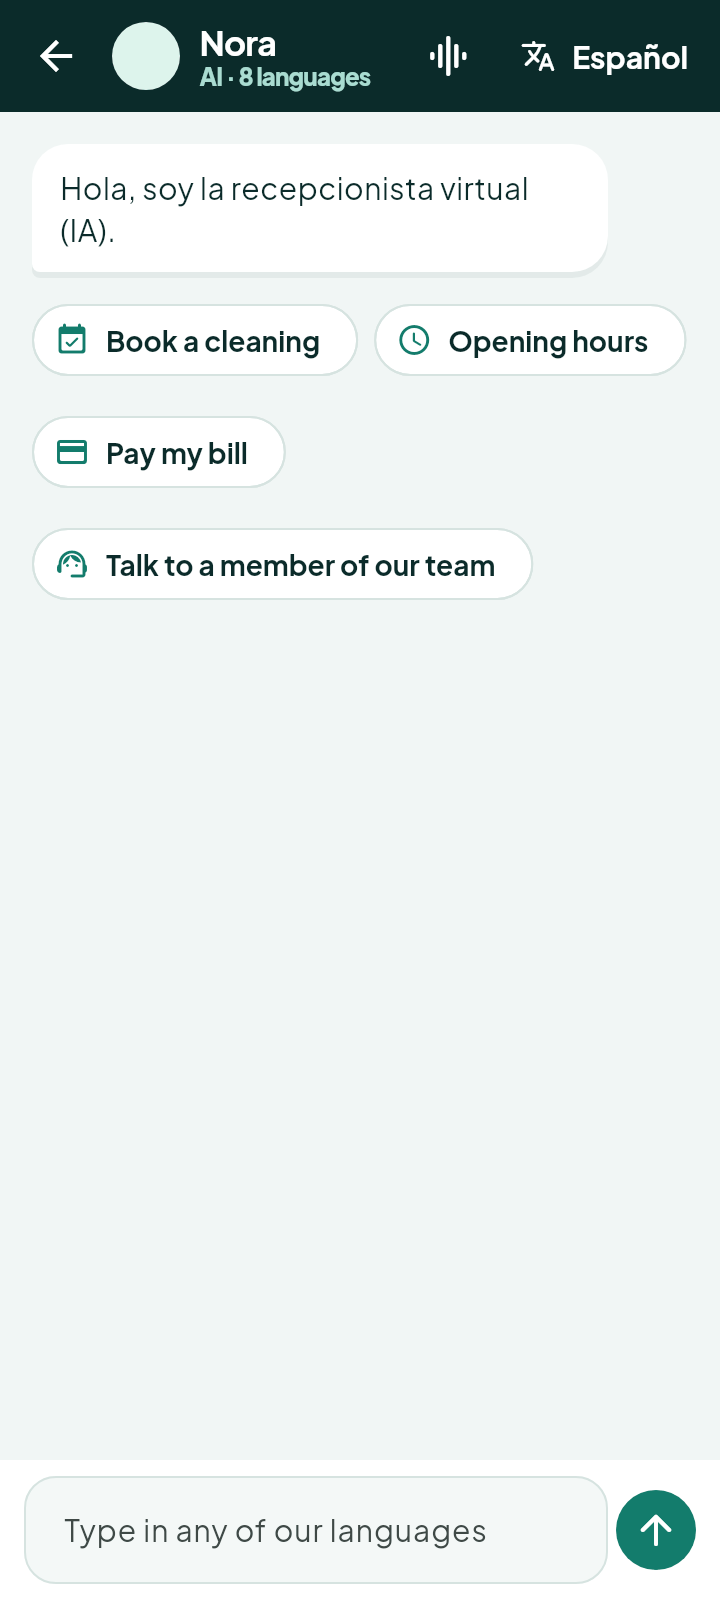 Nora
AI · 8 languages
Español
Hola, soy la recepcionista virtual
(IA).
Book a cleaning
Opening hours
Pay my bill
Talk to a member of our team
Type in any of our languages